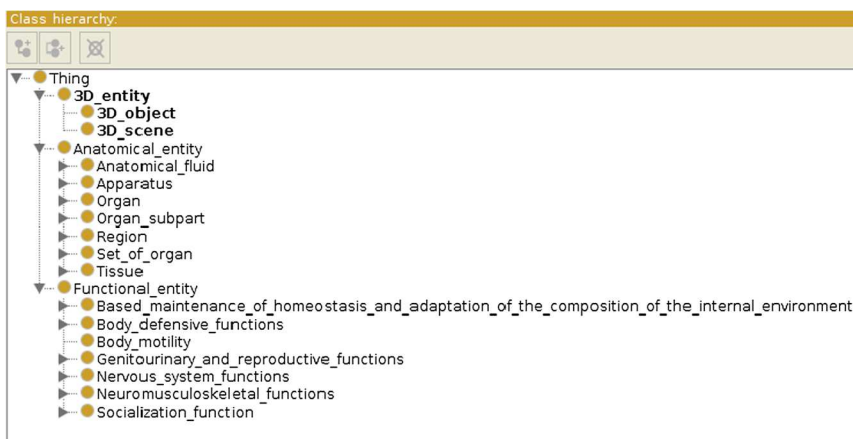 Class hierarchy:
Thing
3D_entity
3D_object
3D_scene
Anatomical_entity
Anatomical_fluid
Apparatus
Organ
Organ_subpart
Region
Set_of_organ
Tissue
Functional_entity
Based_maintenance_of_homeostasis_and_adaptation_of_the_composition_of_the_internal_environment
Body_defensive_functions
Body_motility
Genitourinary_and_reproductive_functions
Nervous_system_functions
Neuromusculoskeletal_functions
Socialization_function